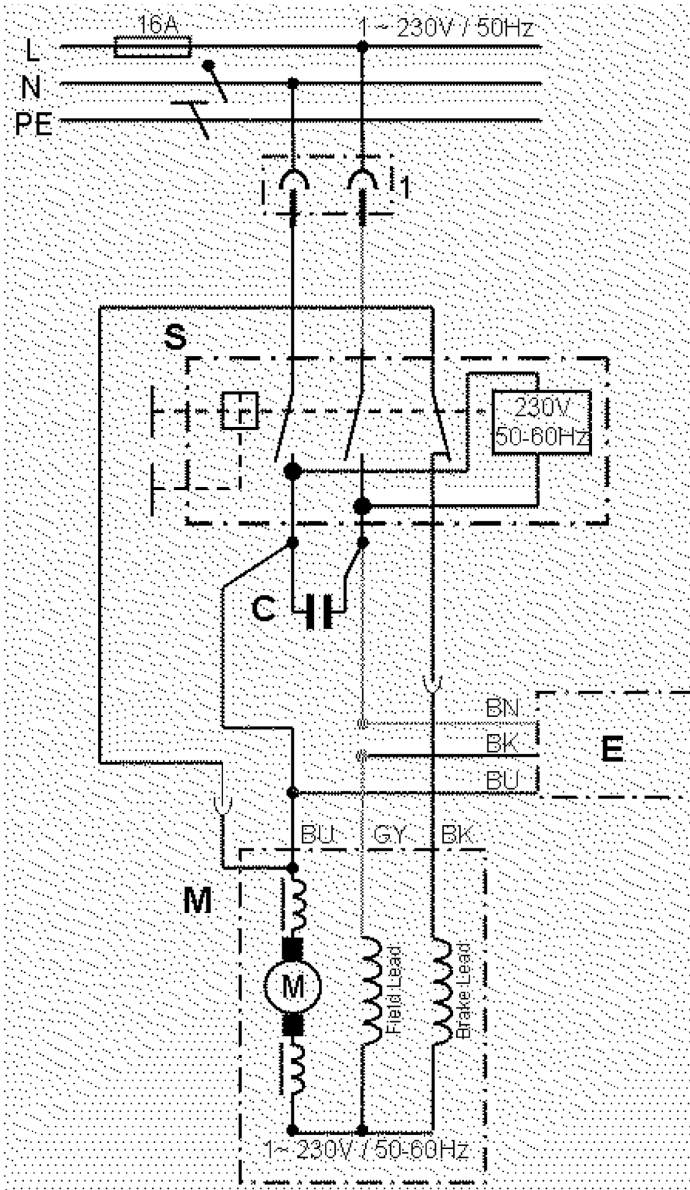 16A
1 ~ 230V / 50Hz
L
N
PE
1
S
230V
50-60Hz
C
BN
BK
E
BU
BU GY BK
M
M
Field Lead
Brake Lead
1~ 230V / 50-60Hz